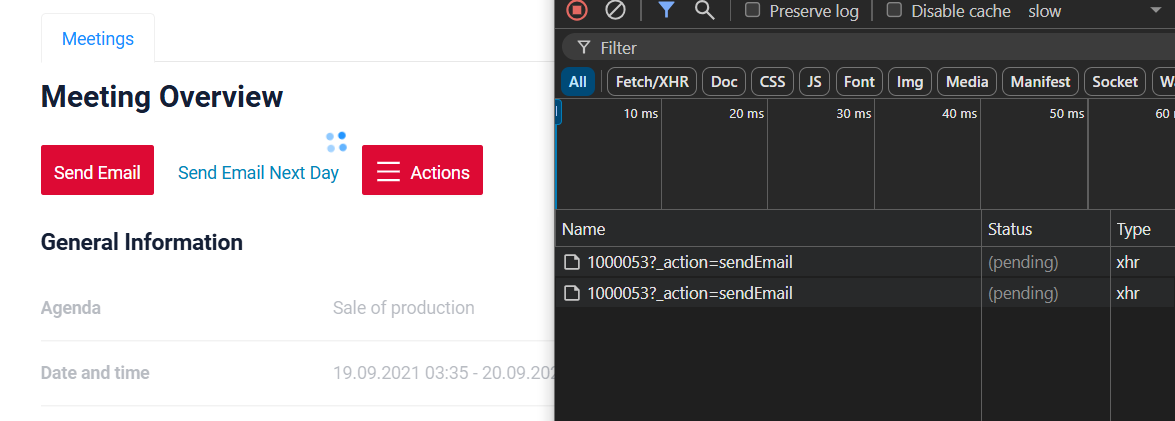 Meetings
Meeting Overview
Send Email Send Email Next Day Actions
General Information
Agenda Sale of production
Date and time 19.09.2021 03:35 - 20.09.202
Preserve log Disable cache slow
Filter
All Fetch/XHR Doc CSS JS Font Img Media Manifest Socket
10 ms 20 ms 30 ms 40 ms 50 ms 60
Name Status Type
1000053?_action=sendEmail (pending) xhr
1000053?_action=sendEmail (pending) xhr